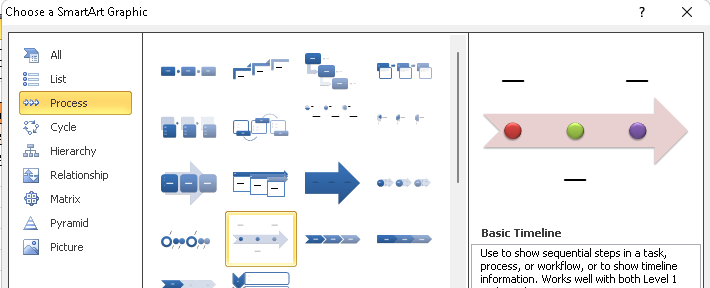 Choose a SmartArt Graphic
?
All
List
Process
Cycle
Hierarchy
Relationship
Matrix
Pyramid
Picture
Basic Timeline
Use to show sequential steps in a task,
process, or workflow, or to show timeline
information. Works well with both Level 1